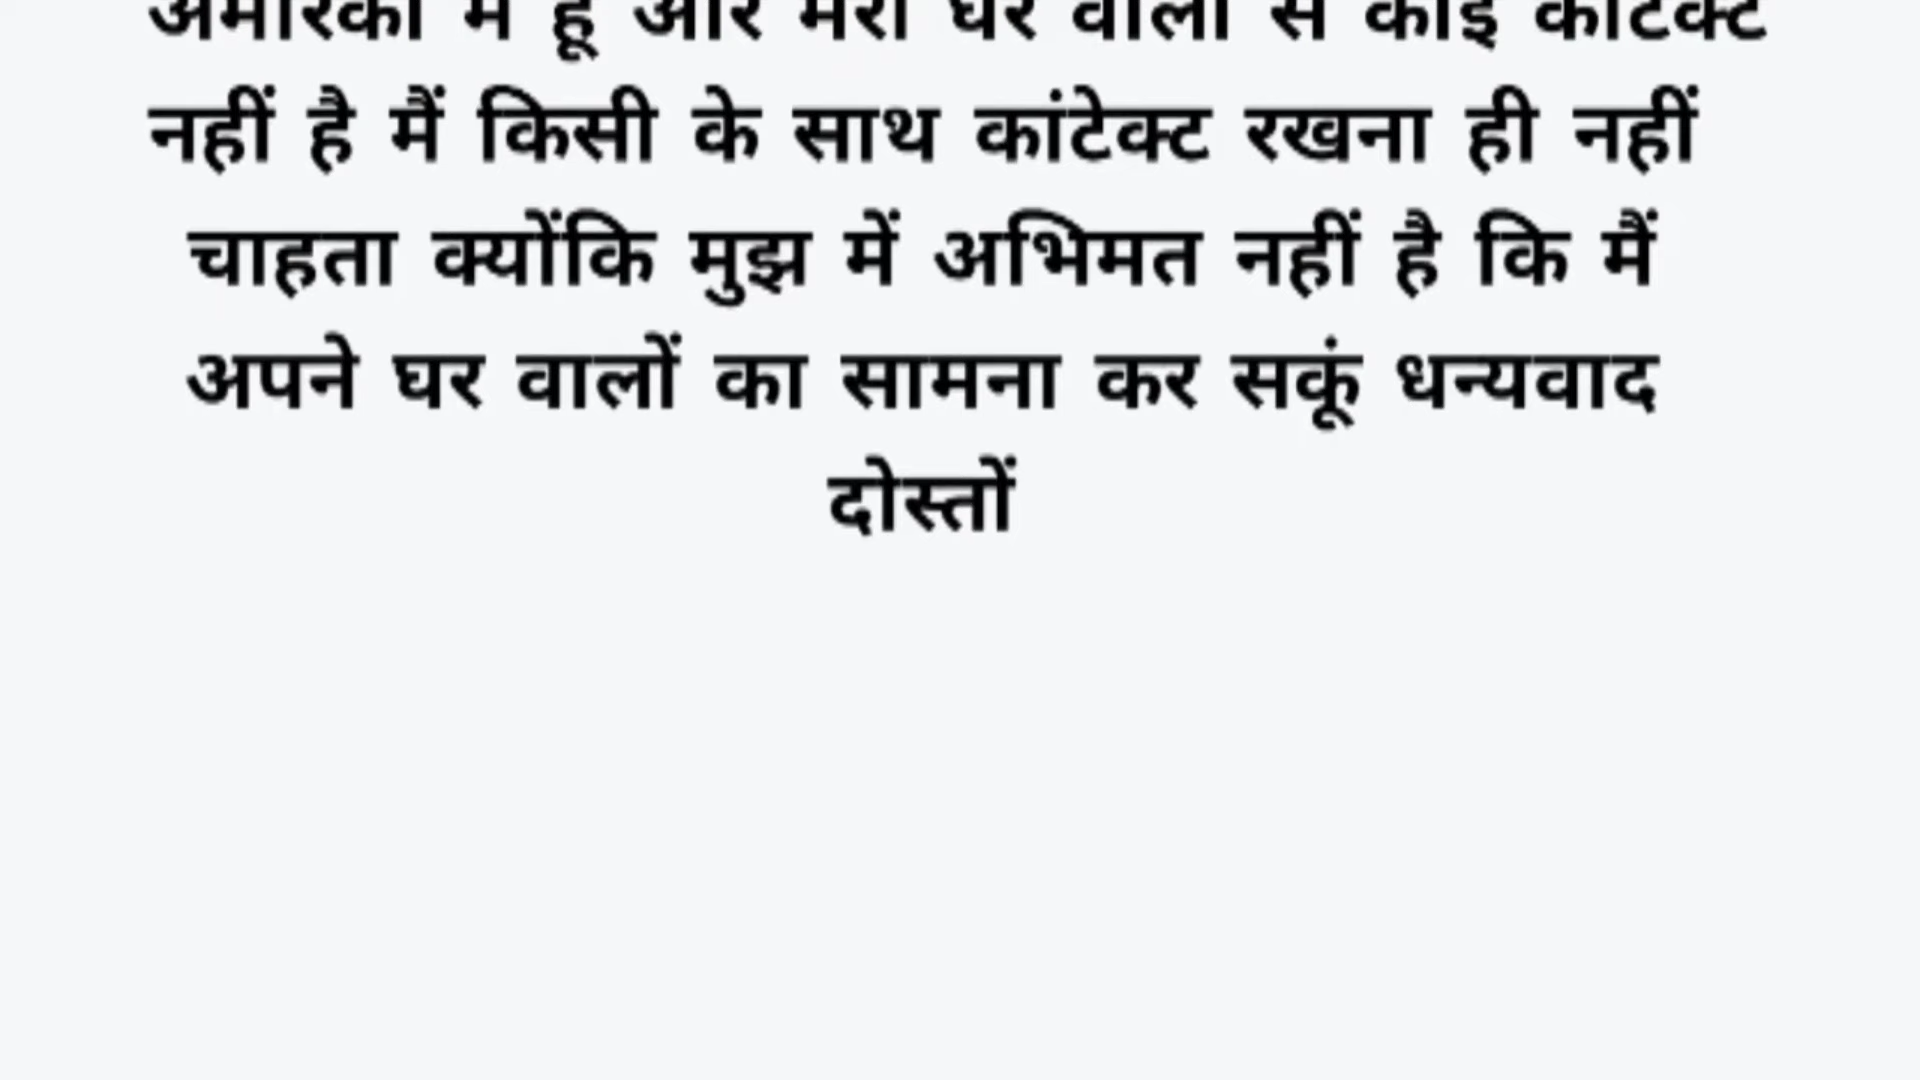 अमेरिका में हूं और मेरा घर वालों से कोई कांटेक्ट
नहीं है मैं किसी के साथ कांटेक्ट रखना ही नहीं
चाहता क्योंकि मुझ में अभिमत नहीं है कि मैं
अपने घर वालों का सामना कर सकूं धन्यवाद
दोस्तों